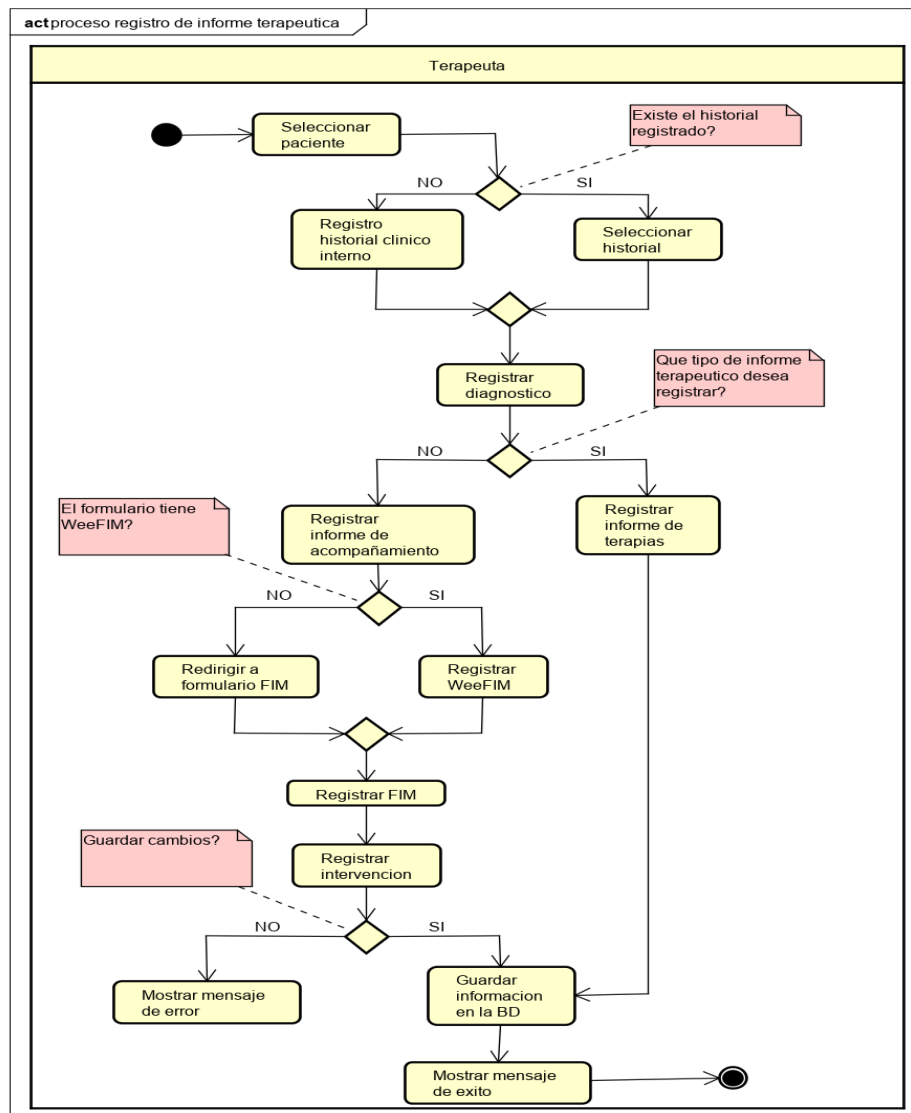 act proceso registro de informe terapeutica
Terapeuta
Existe el historial
registrado?
Seleccionar
paciente
NO
SI
Registro
historial clinico
interno
Seleccionar
historial
Registrar
diagnostico
Que tipo de informe
terapeutico desea
registrar?
NO
SI
El formulario tiene
WeeFIM?
Registrar
informe de
acompañamiento
Registrar
informe de
terapias
NO
SI
Redirigir a
formulario FIM
Registrar
WeeFIM
Registrar FIM
Guardar cambios?
Registrar
intervencion
NO
SI
Mostrar mensaje
de error
Guardar
informacion
en la BD
Mostrar mensaje
de exito